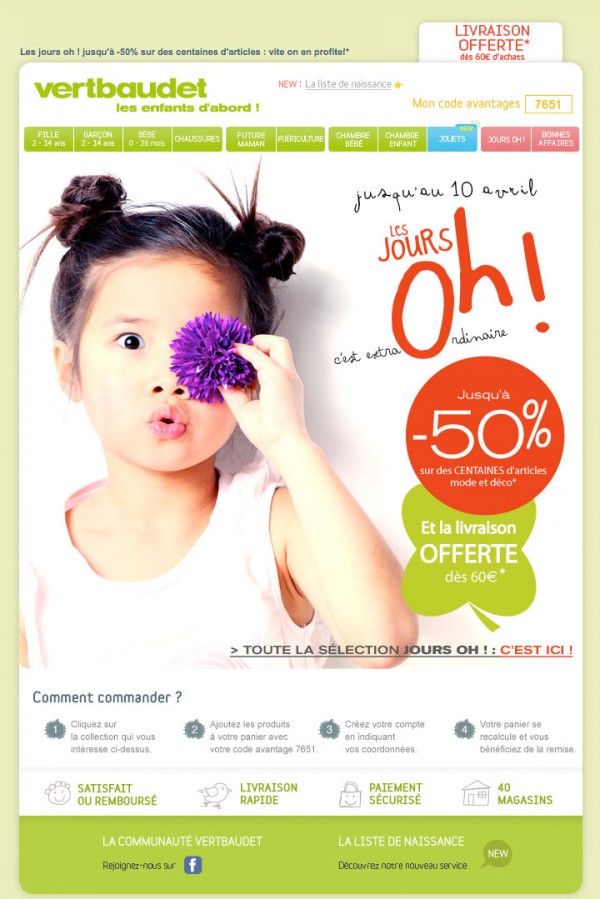 LIVRAISON
OFFERTE*
dès 60€ d'achats
Les jours oh ! jusqu'à -50% sur des centaines d'articles : vite on en profite!*
vertbaudet
les enfants d'abord !
NEW : La liste de naissance
Mon code avantages 7651
FILLE
2 - 14 ans
GARÇON
2 - 14 ans
BÉBÉ
0 - 36 mois
CHAUSSURES
FUTURE
MAMAN
PUÉRICULTURE
CHAMBRE
BÉBÉ
CHAMBRE
ENFANT
NEW
JOUETS
JOURS OH !
BONNES
AFFAIRES
jusqu'au 10 avril
LES
JOURS
Oh !
c'est extra ordinaire
Jusqu'à
-50%
sur des CENTAINES d'articles
mode et déco*
Et la livraison
OFFERTE
dès 60€*
> TOUTE LA SÉLECTION JOURS OH ! : C'EST ICI !
Comment commander ?
1
Cliquez sur
la collection qui vous
intéresse ci-dessus.
2
Ajoutez les produits
à votre panier avec
votre code avantage 7651.
3
Créez votre compte
en indiquant
vos coordonnées.
4
Votre panier se
recalcule et vous
bénéficiez de la remise.
SATISFAIT
OU REMBOURSÉ
LIVRAISON
RAPIDE
PAIEMENT
SÉCURISÉ
40
MAGASINS
LA COMMUNAUTÉ VERTBAUDET
Rejoignez-nous sur f
LA LISTE DE NAISSANCE
Découvrez notre nouveau service
NEW